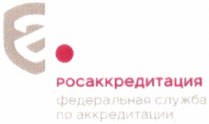 РОСАККРЕДИТАЦИЯ
федеральная служба
по аккредитации